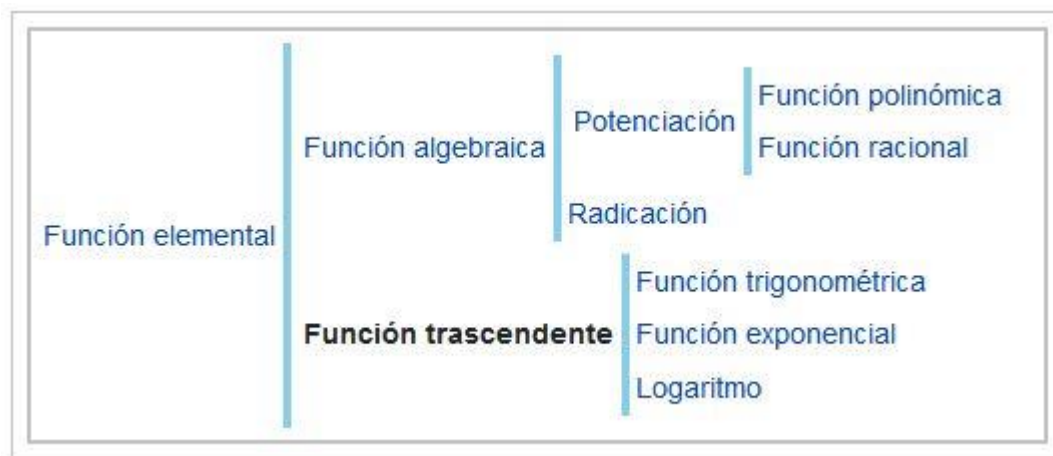 Función elemental
Función algebraica
Potenciación
Función polinómica
Función racional
Radicación
Función trascendente
Función trigonométrica
Función exponencial
Logaritmo